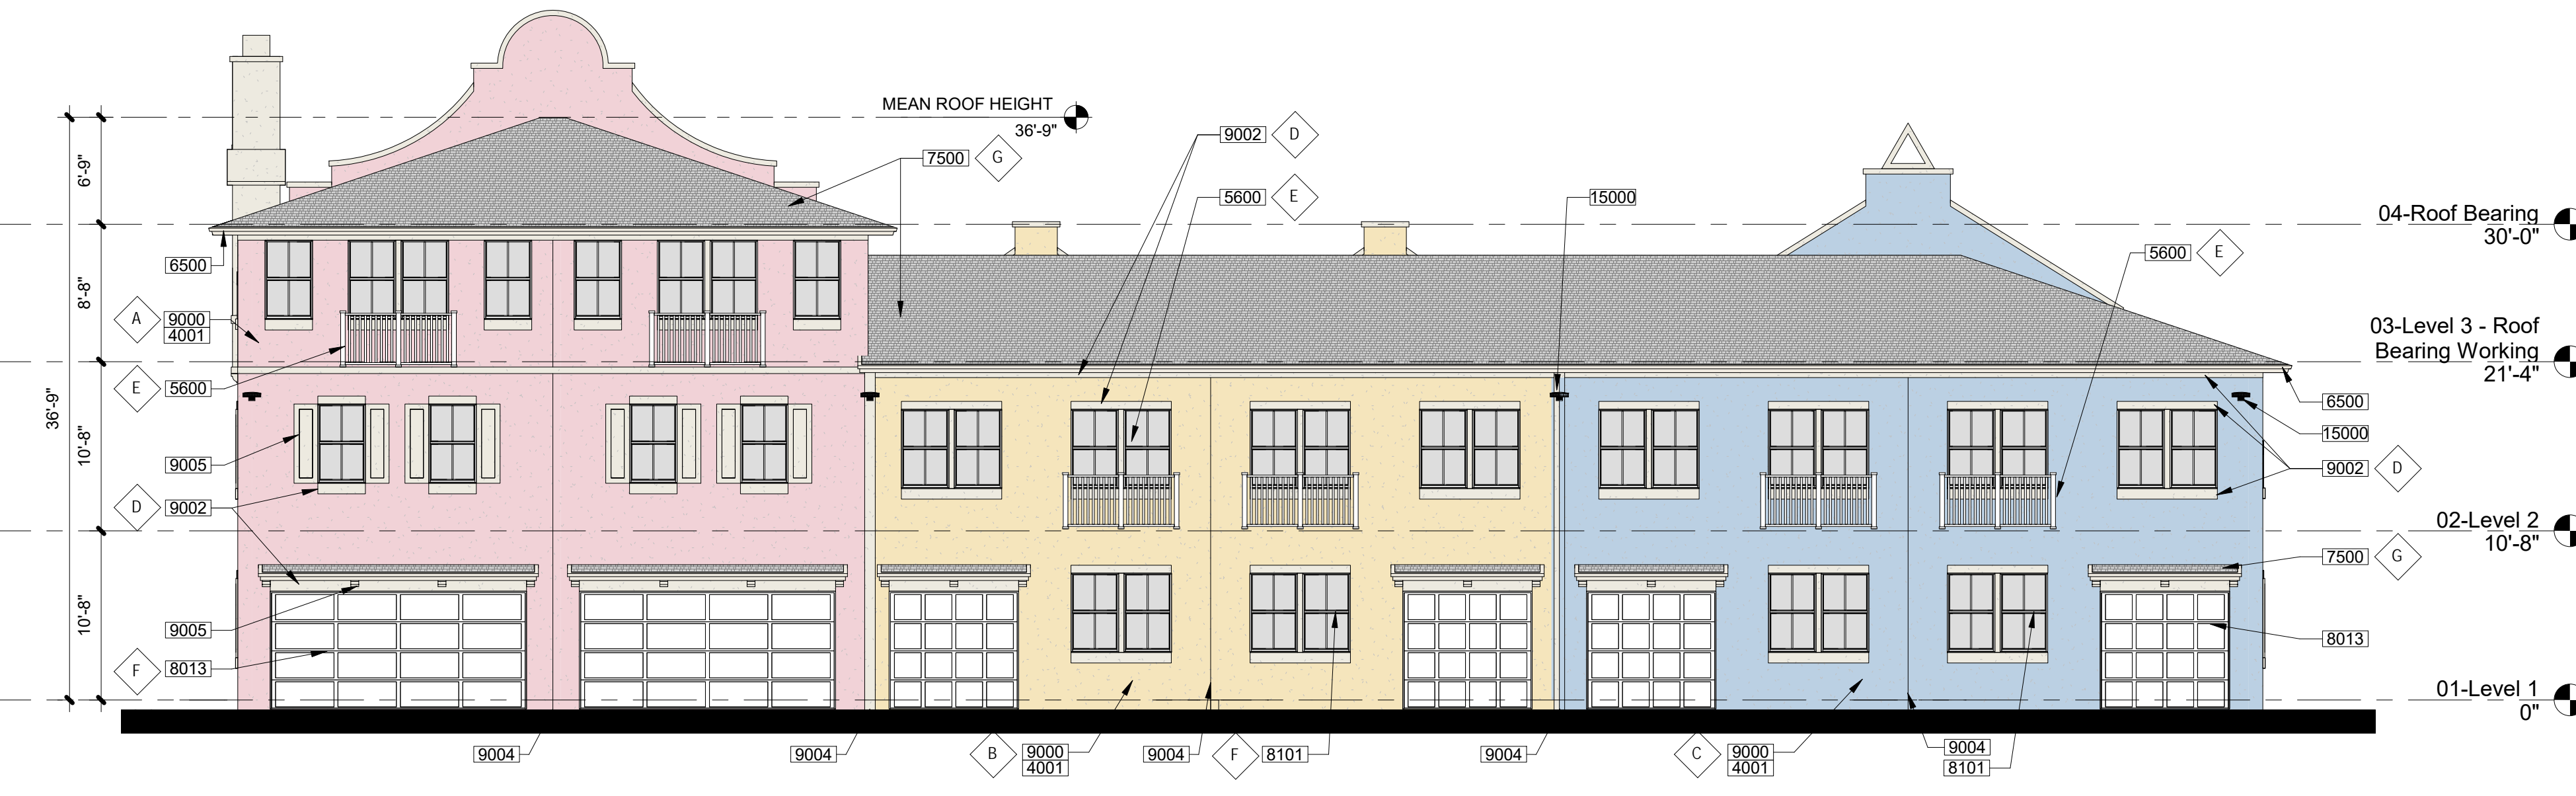 MEAN ROOF HEIGHT
36'-9"
9002 D
7500 G
5600 E
15000
04-Roof Bearing
30'-0"
6'-9"
5600 E
6500
8'-8"
A 9000
4001
03-Level 3 - Roof
Bearing Working
21'-4"
E 5600
36'-9"
6500
15000
10'-8"
9005
9002 D
D 9002
02-Level 2
10'-8"
7500 G
10'-8"
9005
8013
F 8013
01-Level 1
0"
9004
9004
B 9000
4001
9004
F 8101
9004
C 9000
4001
9004
8101